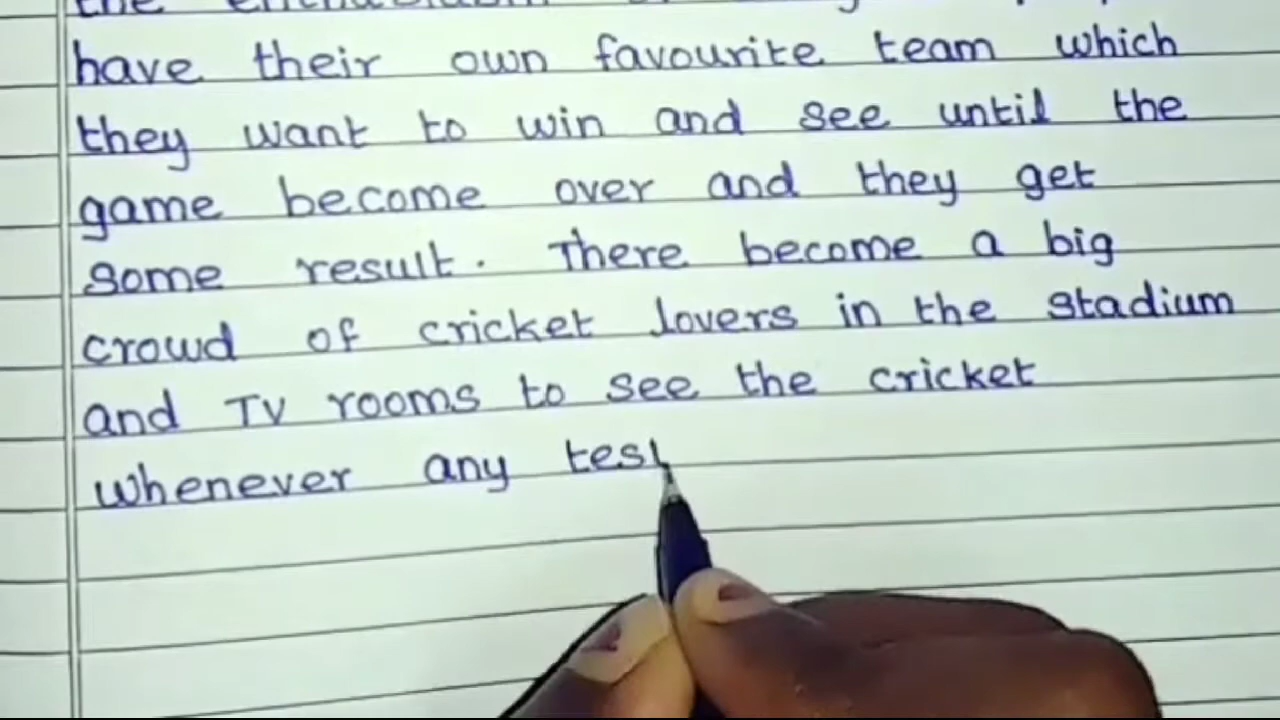 the
have their own favourite team which
they want to win and see until the
game become over and they get
some result. There become a big
crowd of cricket lovers in the stadium
and TV rooms to see the cricket
whenever any test